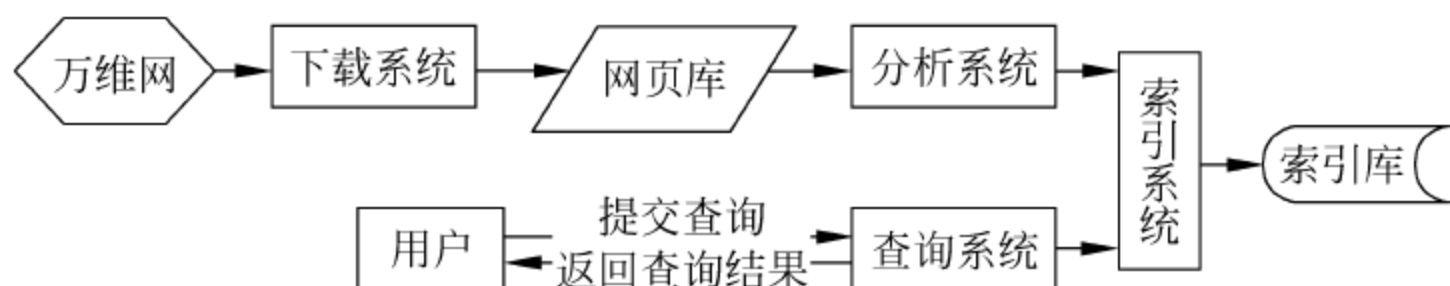 万维网
下载系统
网页库
分析系统
索引系统
索引库
用户
提交查询
返回查询结果
查询系统